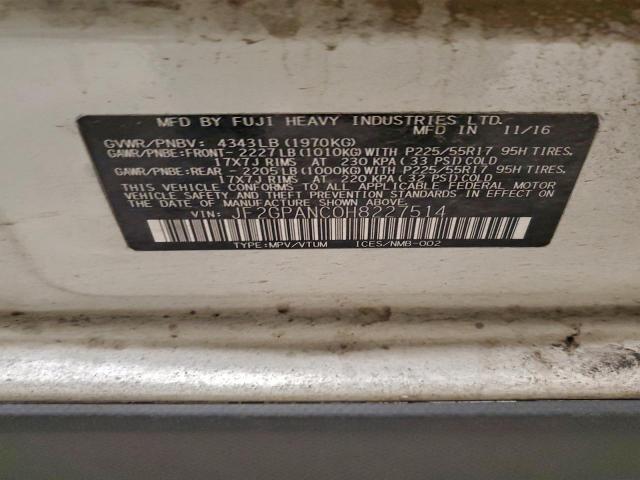 MFD BY FUJI HEAVY INDUSTRIES LTD.
MFD IN 11/16
GVWR/PNBV: 4343LB(1970KG)
GAWR/PNBE:FRONT- 2227LB(1010KG)WITH P225/55R17 95H TIRES.
17X7J RIMS AT 230 KPA(33 PSI)COLD
GAWR/PNBE:REAR - 2205LB(1000KG)WITH P225/55R17 95H TIRES.
17X7J RIMS AT 220 KPA(32 PSI)COLD
THIS VEHICLE CONFORMS TO ALL APPLICABLE FEDERAL MOTOR
VEHICLE SAFETY AND THEFT PREVENTION STANDARDS IN EFFECT ON
THE DATE OF MANUFACTURE SHOWN ABOVE.
VIN: JF2GPANC0H8227514
TYPE:MPV/VTUM ICES/NMB-002